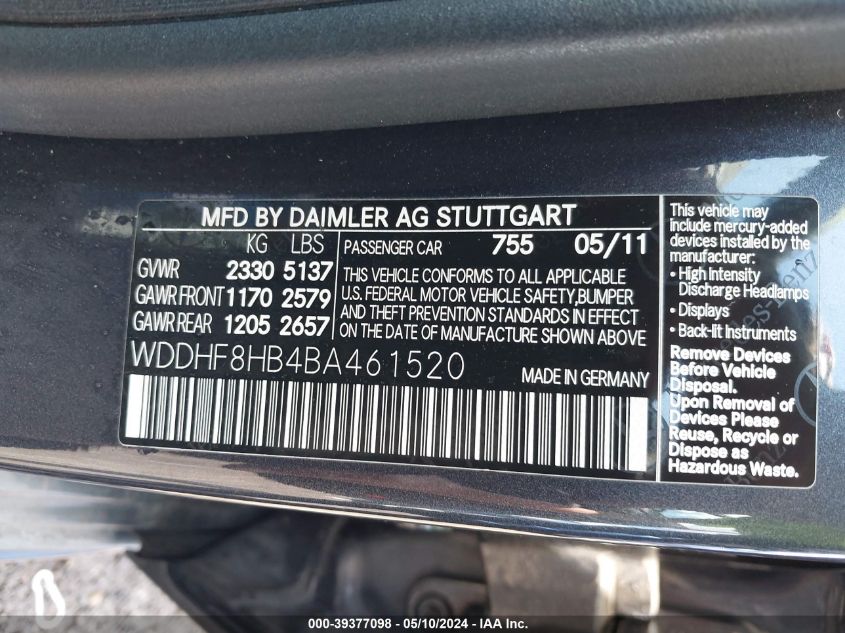 MFD BY DAIMLER AG STUTTGART
KG LBS
GVWR 2330 5137
GAWR FRONT 1170 2579
GAWR REAR 1205 2657
PASSENGER CAR 755 05/11
THIS VEHICLE CONFORMS TO ALL APPLICABLE
U.S. FEDERAL MOTOR VEHICLE SAFETY,BUMPER
AND THEFT PREVENTION STANDARDS IN EFFECT
ON THE DATE OF MANUFACTURE SHOWN ABOVE
WDDHF8HB4BA461520
MADE IN GERMANY
This vehicle may
include mercury-added
devices installed by the
manufacturer:
• High Intensity
Discharge Headlamps
• Displays
• Back-lit Instruments
Remove Devices
Before Vehicle
Disposal.
Upon Removal of
Devices Please
Reuse, Recycle or
Dispose as
Hazardous Waste.
000-39377098 - 05/10/2024 - IAA Inc.